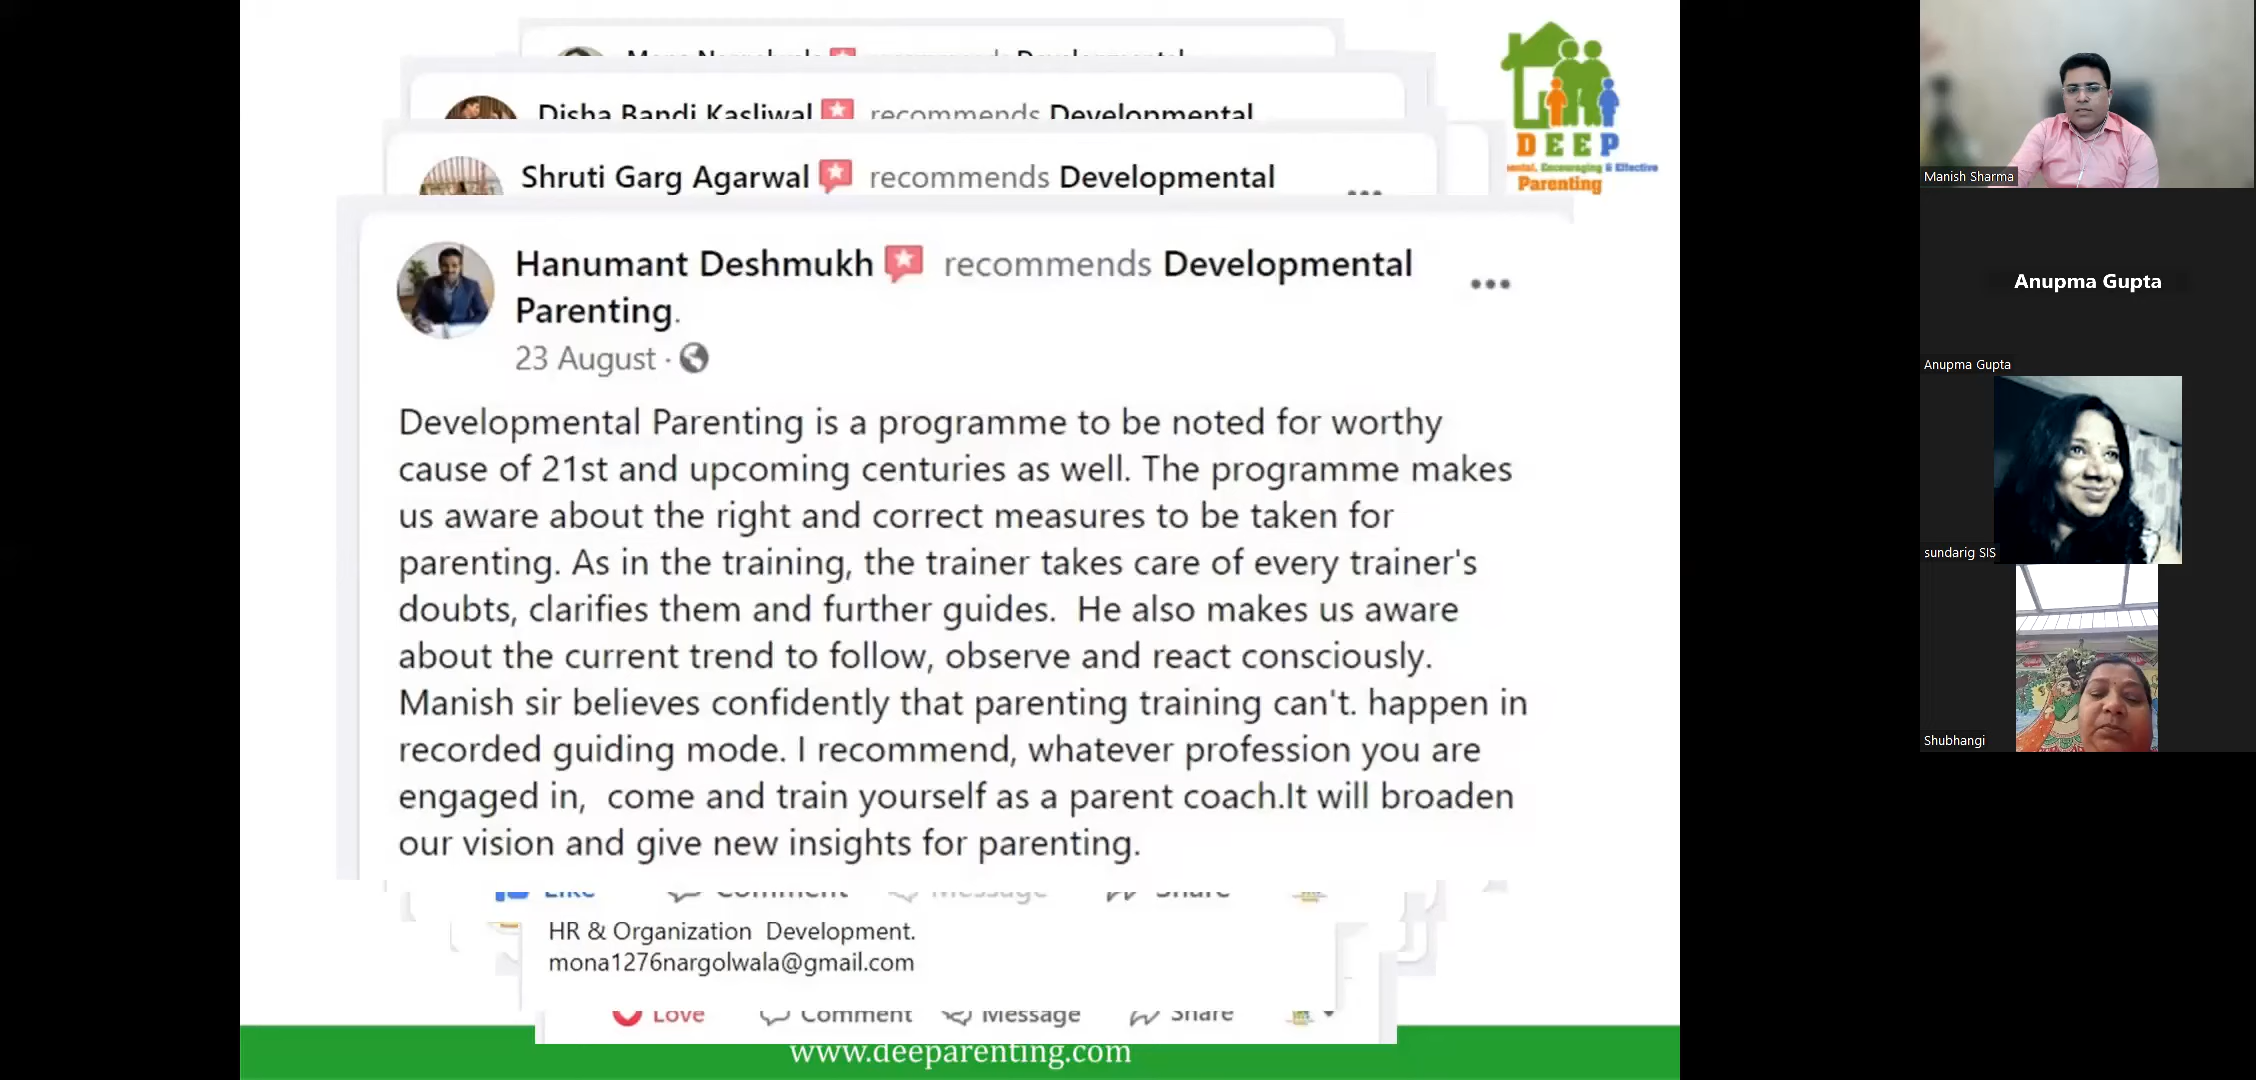 Disha Bandi Kasliwal recommends Developmental
Shruti Garg Agarwal recommends Developmental
Hanumant Deshmukh recommends Developmental
Parenting.
23 August ·
Developmental Parenting is a programme to be noted for worthy
cause of 21st and upcoming centuries as well. The programme makes
us aware about the right and correct measures to be taken for
parenting. As in the training, the trainer takes care of every trainer's
doubts, clarifies them and further guides.  He also makes us aware
about the current trend to follow, observe and react consciously.
Manish sir believes confidently that parenting training can't. happen in
recorded guiding mode. I recommend, whatever profession you are
engaged in,  come and train yourself as a parent coach.It will broaden
our vision and give new insights for parenting.
Like Comment Message Share
HR & Organization  Development.
mona1276nargolwala@gmail.com
Love Comment Message Share
www.deeparenting.com
DEEP
Encouraging & Effective
Parenting
Manish Sharma
Anupma Gupta
Anupma Gupta
sundarig SIS
Shubhangi